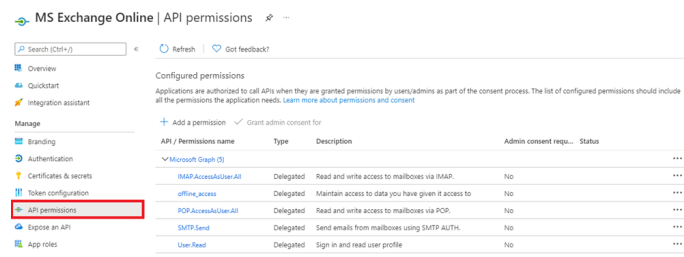 MS Exchange Online | API permissions
Search (Ctrl+/)
Refresh
Got feedback?
Overview
Quickstart
Integration assistant
Manage
Branding
Authentication
Certificates & secrets
Token configuration
API permissions
Expose an API
App roles
Configured permissions
Applications are authorized to call APIs when they are granted permissions by users/admins as part of the consent process. The list of configured permissions should include
all the permissions the application needs. Learn more about permissions and consent
Add a permission
Grant admin consent for
API / Permissions name Type Description Admin consent requ... Status
Microsoft Graph (5)
IMAP.AccessAsUser.All Delegated Read and write access to mailboxes via IMAP. No
offline_access Delegated Maintain access to data you have given it access to No
POP.AccessAsUser.All Delegated Read and write access to mailboxes via POP. No
SMTP.Send Delegated Send emails from mailboxes using SMTP AUTH. No
User.Read Delegated Sign in and read user profile No